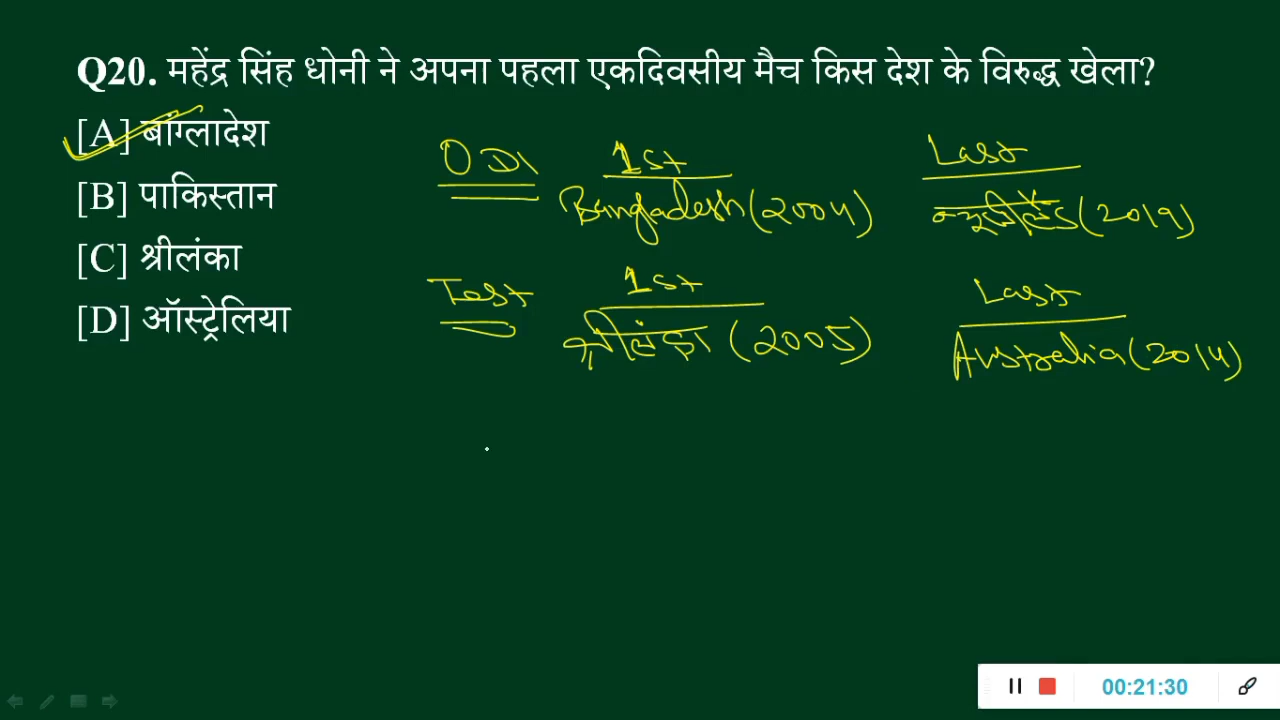 Q20. महेंद्र सिंह धोनी ने अपना पहला एकदिवसीय मैच किस देश के विरुद्ध खेला?
[A] बांग्लादेश
[B] पाकिस्तान
[C] श्रीलंका
[D] ऑस्ट्रेलिया
ODI 1st Last
Bangladesh (2004) न्यूजीलैंड (2019)
Test 1st Last
श्रीलंका (2005) Australia (2014)
00:21:30